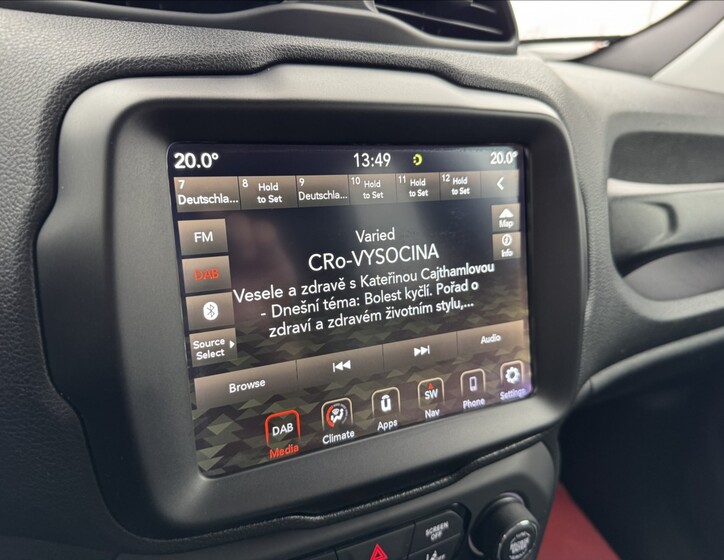 20.0° 13:49 20.0°
7 Deutschla... 8 Hold to Set 9 Deutschla... 10 Hold to Set 11 Hold to Set 12 Hold to Set
Map
FM
Info
Varied
CRo-VYSOCINA
DAB
Vesele a zdravě s Kateřinou Cajthamlovou
- Dnešní téma: Bolest kyčlí. Pořad o
zdraví a zdravém životním stylu,...
Source
Select
Browse Audio
DAB SW
Media Climate Apps Nav Phone Settings
SCREEN
OFF